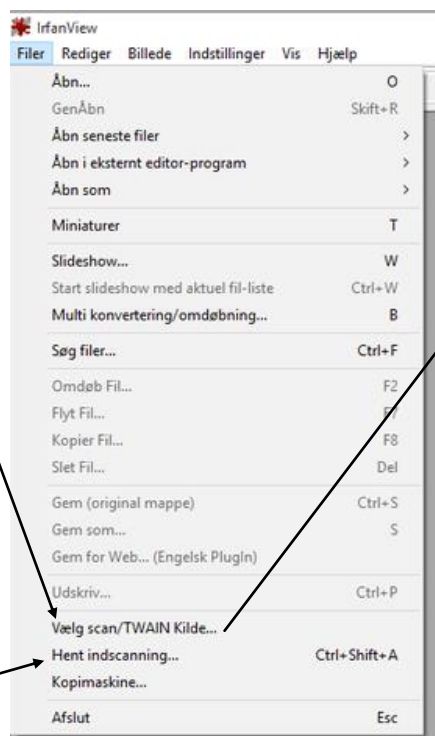 IrfanView
Filer Rediger Billede Indstillinger Vis Hjælp
Åbn... O
GenÅbn Skift+R
Åbn seneste filer >
Åbn i eksternt editor-program >
Åbn som >
Miniaturer T
Slideshow... W
Start slideshow med aktuel fil-liste Ctrl+W
Multi konvertering/omdøbning... B
Søg filer... Ctrl+F
Omdøb Fil... F2
Flyt Fil... F7
Kopier Fil... F8
Slet Fil... Del
Gem (original mappe) Ctrl+S
Gem som... S
Gem for Web... (Engelsk PlugIn)
Udskriv... Ctrl+P
Vælg scan/TWAIN Kilde...
Hent indscanning... Ctrl+Shift+A
Kopimaskine...
Afslut Esc